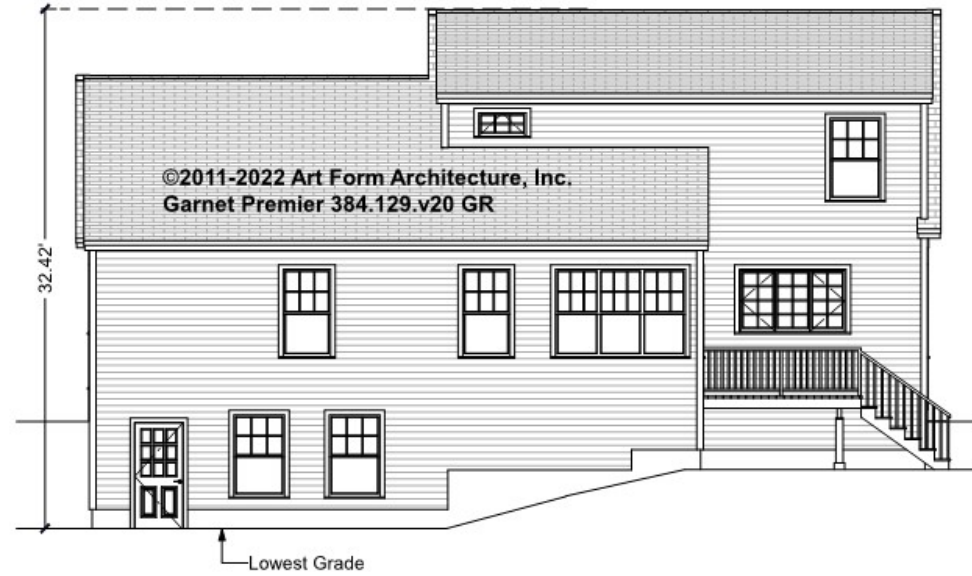 ©2011-2022 Art Form Architecture, Inc.
Garnet Premier 384.129.v20 GR
32.42'
Lowest Grade